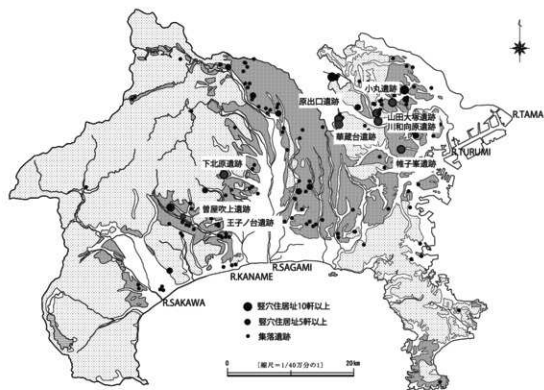 小丸遺跡
原出口遺跡
山田大塚遺跡
川和向原遺跡
華蔵台遺跡
R.TAMA
R.TURUMI
帷子峯遺跡
下北原遺跡
曽屋吹上遺跡
王子ノ台遺跡
R.SAGAMI
R.KANAME
R.SAKAWA
竪穴住居址10軒以上
竪穴住居址5軒以上
集落遺跡
[縮尺=1/40万分の1]
0 20km